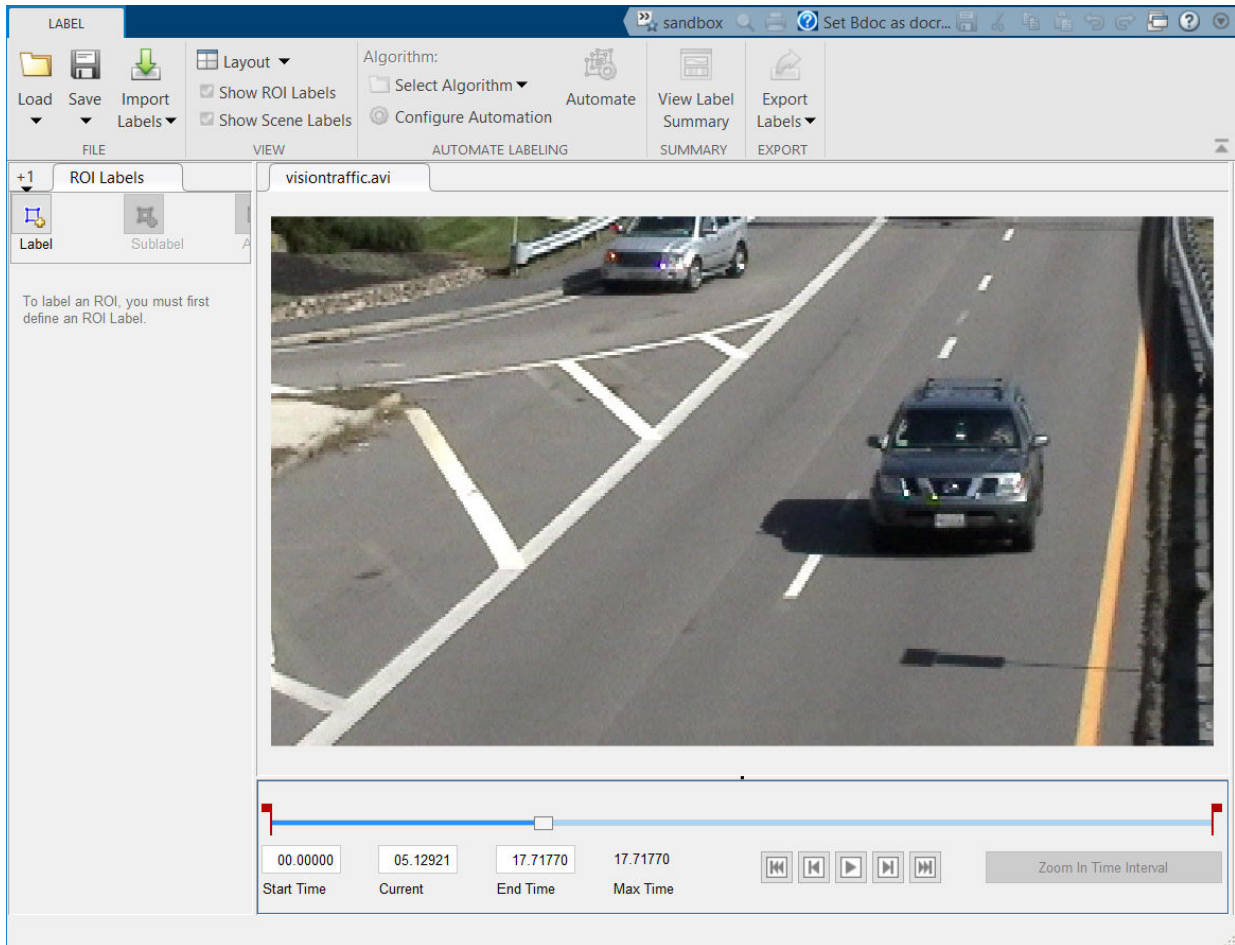 LABEL
sandbox
Set Bdoc as docr...
Load
Save
Import
Labels
FILE
Layout
Show ROI Labels
Show Scene Labels
VIEW
Algorithm:
Select Algorithm
Configure Automation
Automate
AUTOMATE LABELING
View Label
Summary
SUMMARY
Export
Labels
EXPORT
+1
ROI Labels
visiontraffic.avi
Label
Sublabel
A
To label an ROI, you must first
define an ROI Label.
00.00000 05.12921 17.71770 17.71770
Start Time Current End Time Max Time
Zoom In Time Interval